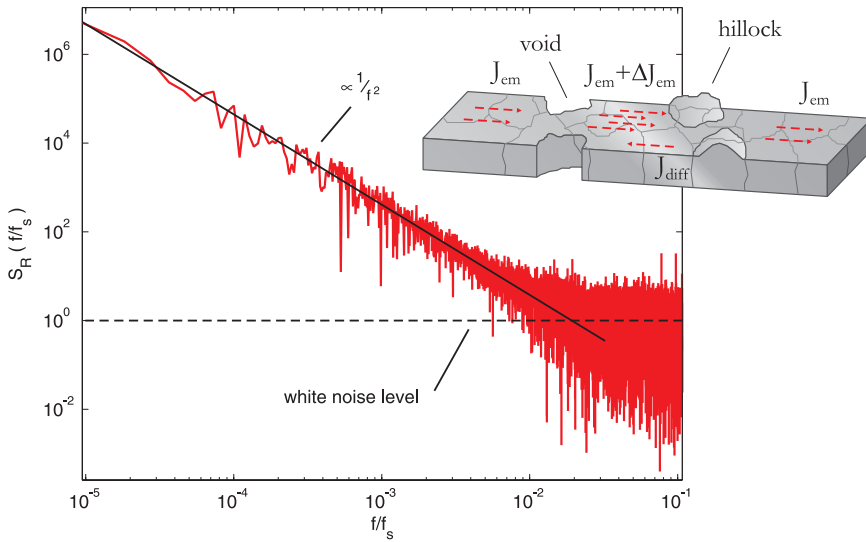 10^6
10^4
10^2
10^0
10^-2
S_R ( f/f_s )
10^-5
10^-4
10^-3
10^-2
10^-1
f/f_s
∝ 1/f^2
white noise level
void
hillock
J_em
J_em+ΔJ_em
J_em
J_diff